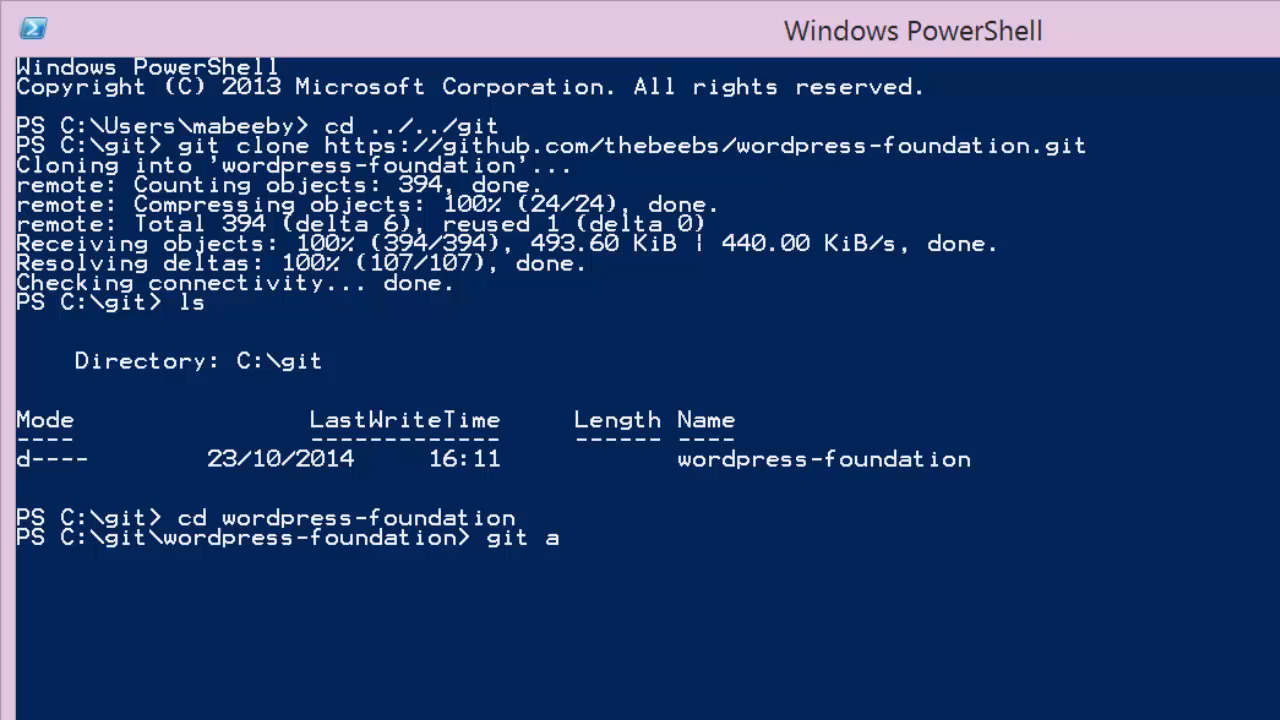 Windows PowerShell
Windows PowerShell
Copyright (C) 2013 Microsoft Corporation. All rights reserved.
PS C:\Users\mabeeby> cd ../../git
PS C:\git> git clone https://github.com/thebeebs/wordpress-foundation.git
Cloning into 'wordpress-foundation'...
remote: Counting objects: 394, done.
remote: Compressing objects: 100% (24/24), done.
remote: Total 394 (delta 6), reused 1 (delta 0)
Receiving objects: 100% (394/394), 493.60 KiB | 440.00 KiB/s, done.
Resolving deltas: 100% (107/107), done.
Checking connectivity... done.
PS C:\git> ls
Directory: C:\git
Mode LastWriteTime Length Name
---- ------------- ------ ----
d---- 23/10/2014 16:11 wordpress-foundation
PS C:\git> cd wordpress-foundation
PS C:\git\wordpress-foundation> git a